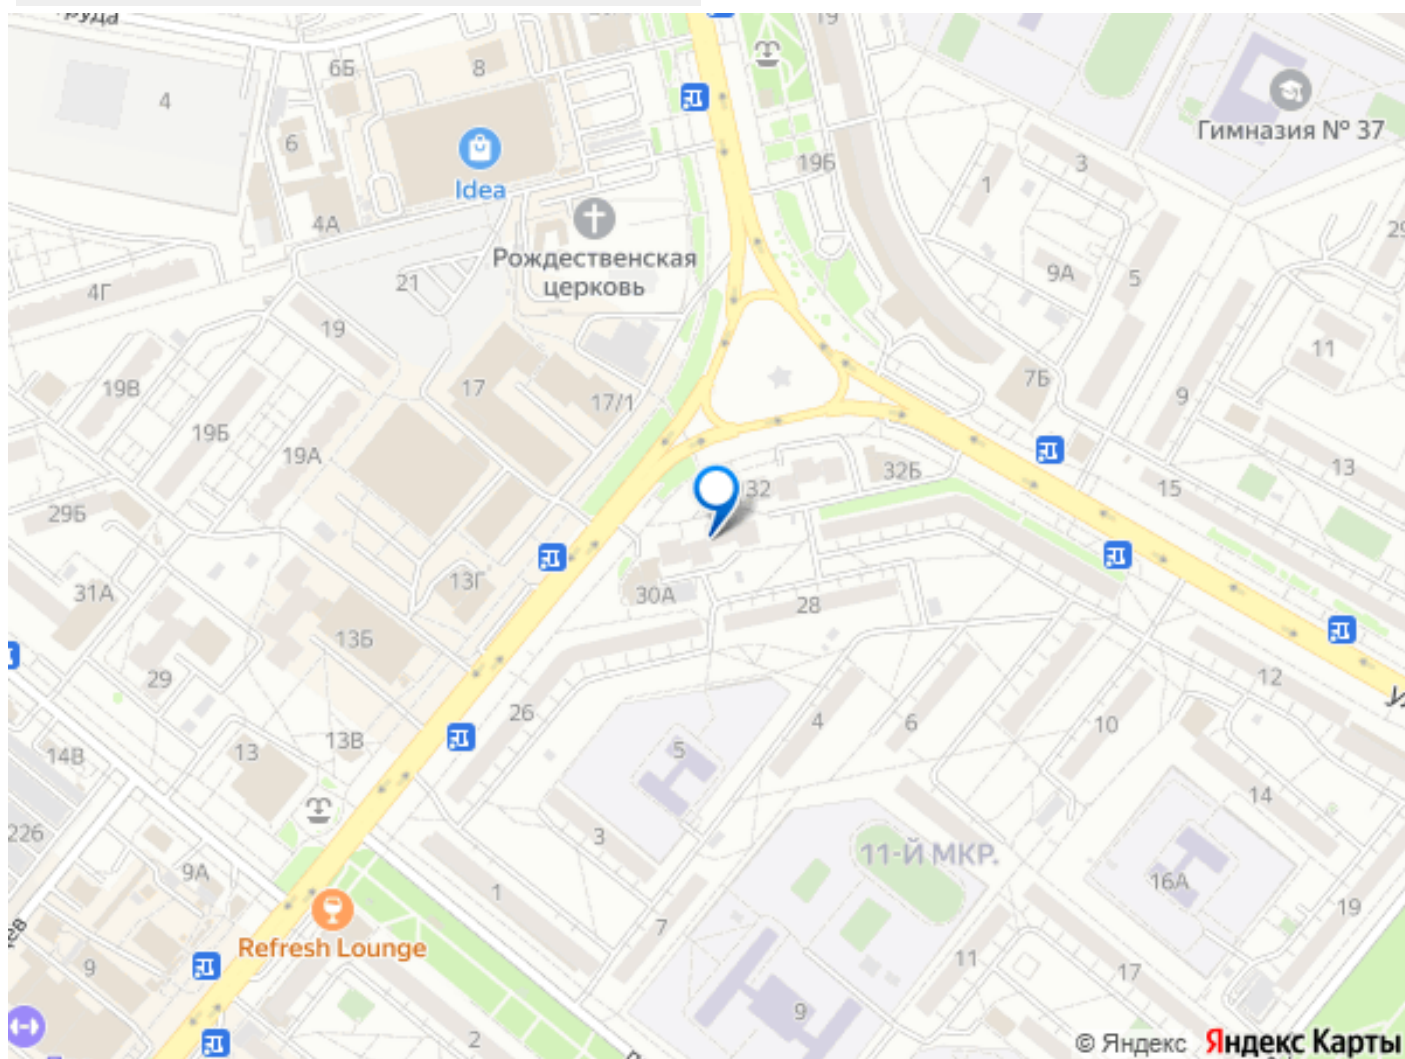 Труда
19
6Б
8
4
Гимназия № 37
6
Idea
3
19Б
1
4А
Рождественская
церковь
9А
5
4Г
21
19
11
7Б
19В
17
17/1
9
19Б
19А
32Б
13
32
15
29Б
13Г
31А
30А
28
13Б
29
12
26
4
6
10
13В
5
14В
13
14
3
11-Й МКР.
22б
9А
16А
1
19
7
Refresh Lounge
9
11
17
9
2
© Яндекс Яндекс Карты